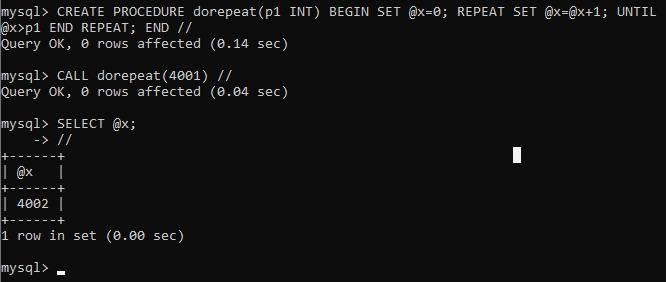 mysql> CREATE PROCEDURE dorepeat(p1 INT) BEGIN SET @x=0; REPEAT SET @x=@x+1; UNTIL
@x>p1 END REPEAT; END //
Query OK, 0 rows affected (0.14 sec)
mysql> CALL dorepeat(4001) //
Query OK, 0 rows affected (0.04 sec)
mysql> SELECT @x;
    -> //
+------+
| @x   |
+------+
| 4002 |
+------+
1 row in set (0.00 sec)
mysql>